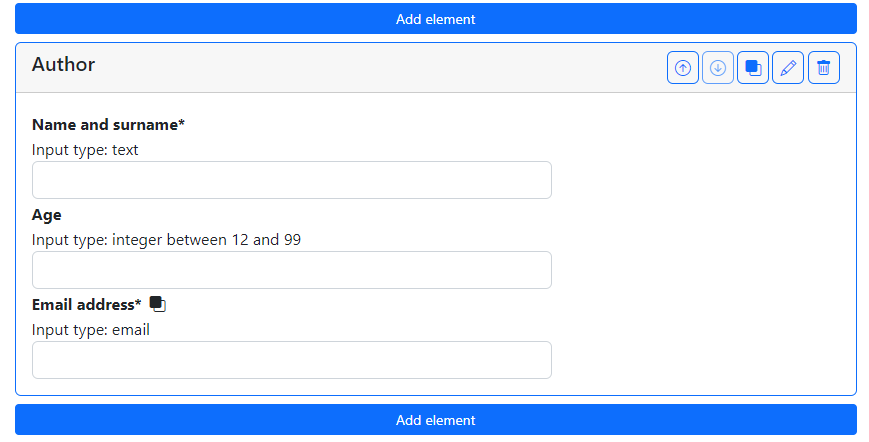 Add element
Author
Name and surname*
Input type: text
Age
Input type: integer between 12 and 99
Email address*
Input type: email
Add element